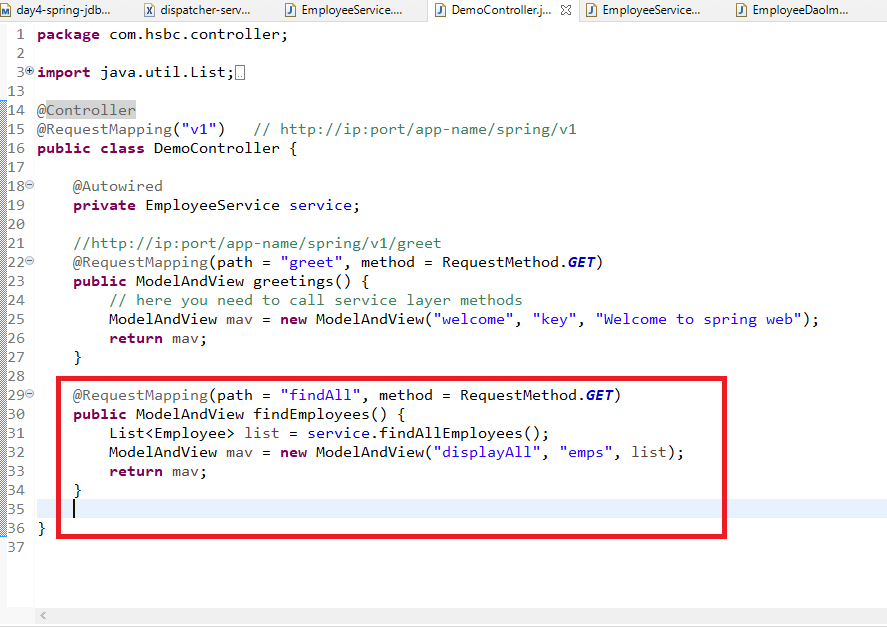 day4-spring-jdb... dispatcher-serv... EmployeeService.... DemoController.j... EmployeeService... EmployeeDaoIm...
1 package com.hsbc.controller;
2
3 import java.util.List;
13
14 @Controller
15 @RequestMapping("v1")   // http://ip:port/app-name/spring/v1
16 public class DemoController {
17
18     @Autowired
19     private EmployeeService service;
20
21     //http://ip:port/app-name/spring/v1/greet
22     @RequestMapping(path = "greet", method = RequestMethod.GET)
23     public ModelAndView greetings() {
24         // here you need to call service layer methods
25         ModelAndView mav = new ModelAndView("welcome", "key", "Welcome to spring web");
26         return mav;
27     }
28
29     @RequestMapping(path = "findAll", method = RequestMethod.GET)
30     public ModelAndView findEmployees() {
31         List<Employee> list = service.findAllEmployees();
32         ModelAndView mav = new ModelAndView("displayAll", "emps", list);
33         return mav;
34     }
35
36 }
37